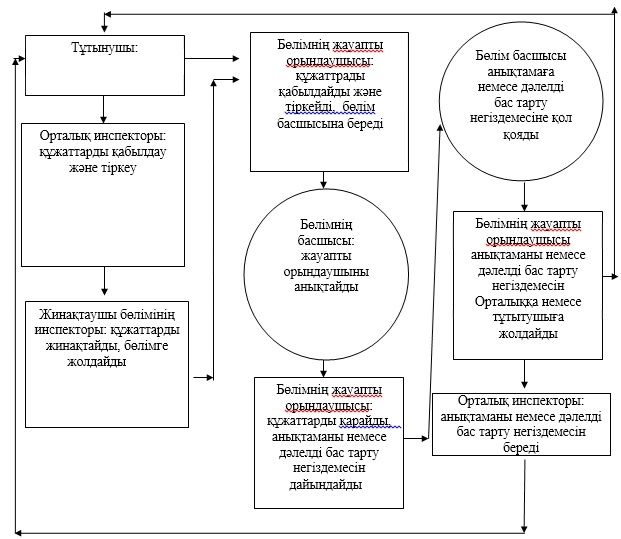 Тұтынушы:
Орталық инспекторы:
құжаттарды қабылдау
және тіркеу
Жинақтаушы бөлімінің
инспекторы: құжаттарды
жинақтайды, бөлімге
жолдайды
Бөлімнің жауапты
орындаушысы:
құжаттрады
қабылдайды және
тіркейді, бөлім
басшысына береді
Бөлімнің
басшысы:
жауапты
орындаушыны
анықтайды
Бөлімнің жауапты
орындаушысы:
құжаттарды қарайды,
анықтаманы немесе
дәлелді бас тарту
негіздемесін
дайындайды
Бөлім басшысы
анықтамаға
немесе дәлелді
бас тарту
негіздемесіне қол
қояды
Бөлімнің жауапты
орындаушысы
анықтаманы немесе
дәлелді бас тарту
негіздемесін
Орталыққа немесе
тұтытушыға
жолдайды
Орталық инспекторы:
анықтаманы немесе дәлелді
бас тарту негіздемесін
береді